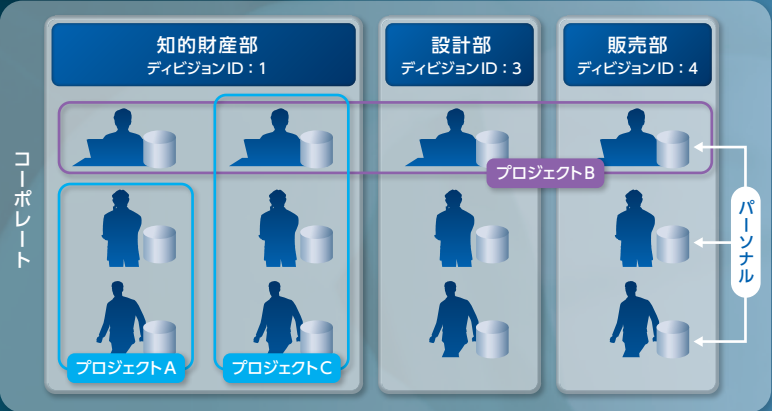 知的財産部
ディビジョンID：1
設計部
ディビジョンID：3
販売部
ディビジョンID：4
コーポレート
プロジェクトB
パーソナル
プロジェクトA
プロジェクトC